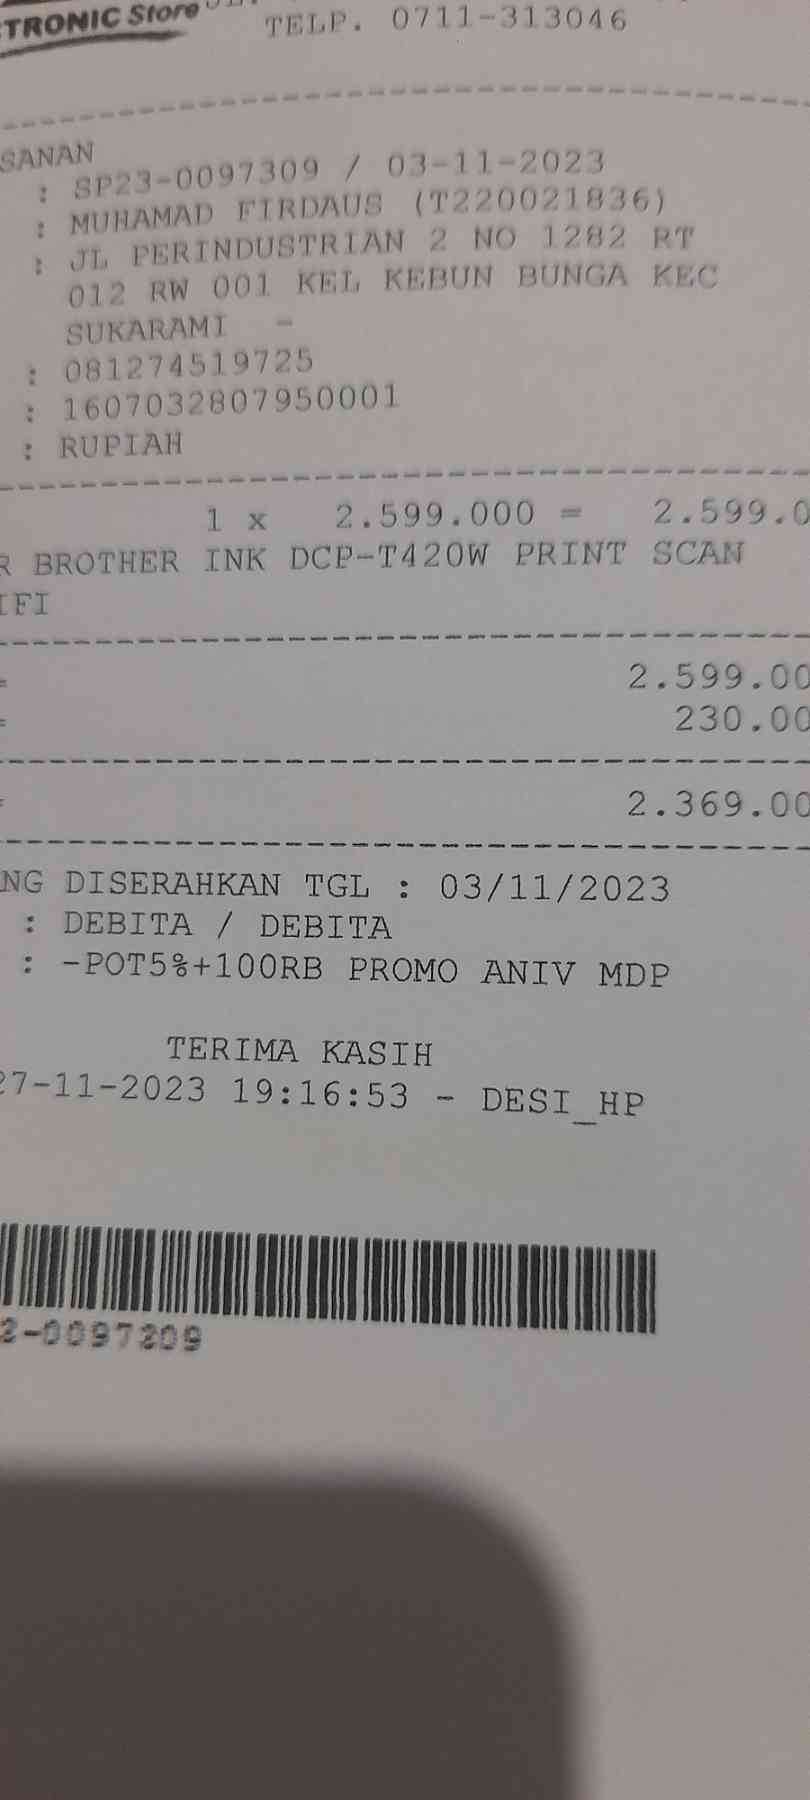 TRONIC Store
TELP. 0711-313046
SANAN
: SP23-0097309 / 03-11-2023
: MUHAMAD FIRDAUS (T220021836)
: JL PERINDUSTRIAN 2 NO 1282 RT
012 RW 001 KEL KEBUN BUNGA KEC
SUKARAMI -
: 081274519725
: 1607032807950001
: RUPIAH
1 x 2.599.000 = 2.599.0
R BROTHER INK DCP-T420W PRINT SCAN
IFI
= 2.599.00
= 230.00
= 2.369.00
NG DISERAHKAN TGL : 03/11/2023
: DEBITA / DEBITA
: -POT5%+100RB PROMO ANIV MDP
TERIMA KASIH
27-11-2023 19:16:53 - DESI_HP